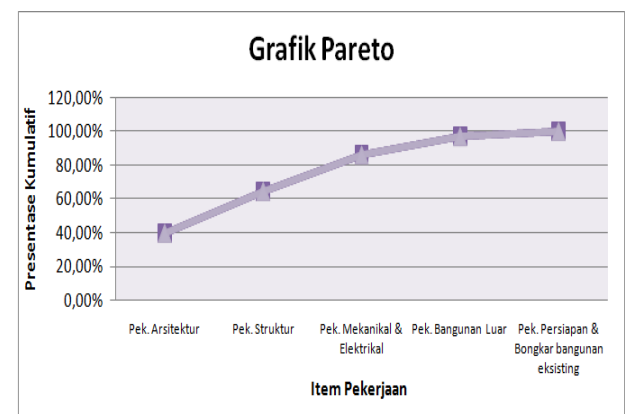 Grafik Pareto
Presentase Kumulatif
120,00%
100,00%
80,00%
60,00%
40,00%
20,00%
0,00%
Pek. Arsitektur
Pek. Struktur
Pek. Mekanikal &
Elektrikal
Pek. Bangunan Luar
Pek. Persiapan &
Bongkar bangunan
eksisting
Item Pekerjaan